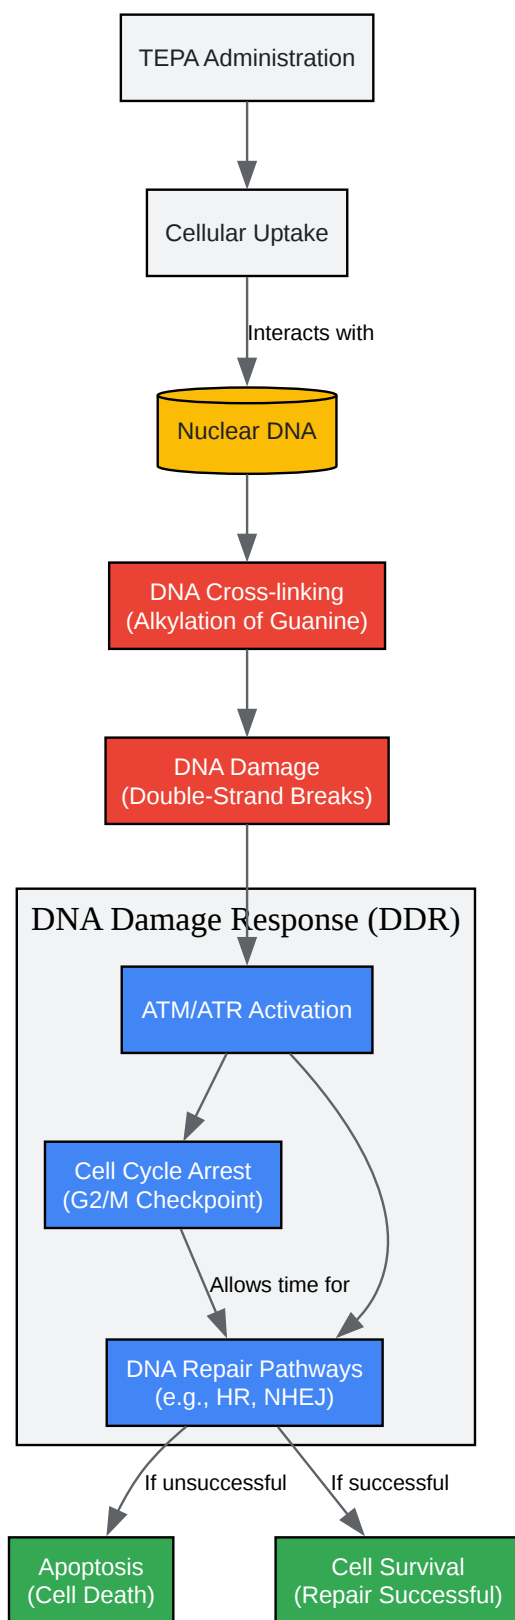 TEPA Administration
Cellular Uptake
Interacts with
Nuclear DNA
DNA Cross-linking
(Alkylation of Guanine)
DNA Damage
(Double-Strand Breaks)
DNA Damage Response (DDR)
ATM/ATR Activation
Cell Cycle Arrest
(G2/M Checkpoint)
Allows time for
DNA Repair Pathways
(e.g., HR, NHEJ)
If unsuccessful
If successful
Apoptosis
(Cell Death)
Cell Survival
(Repair Successful)